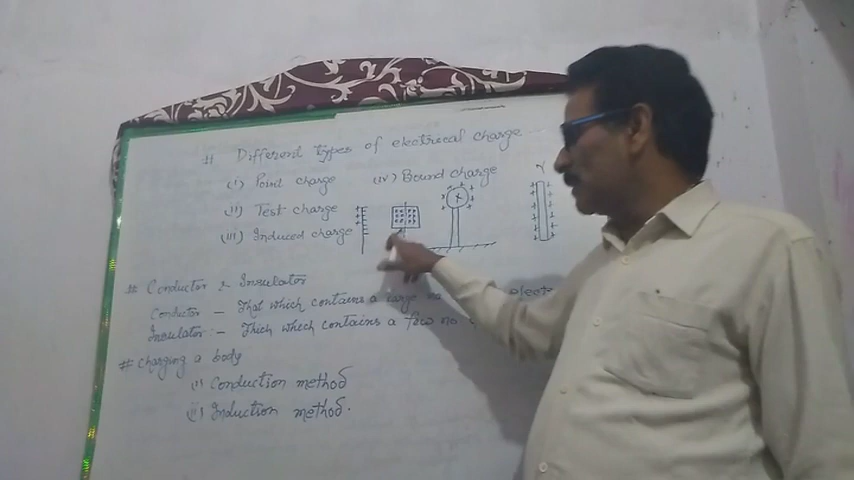 # Different types of electrical charge
(i) Point charge (iv) Bound charge
(ii) Test charge
(iii) Induced charge
X
Y
# Conductor & Insulator
Conductor - That which contains a large no electr
Insulator - Thich which contains a few no
# Charging a body
(i) Conduction method
(ii) Induction method.